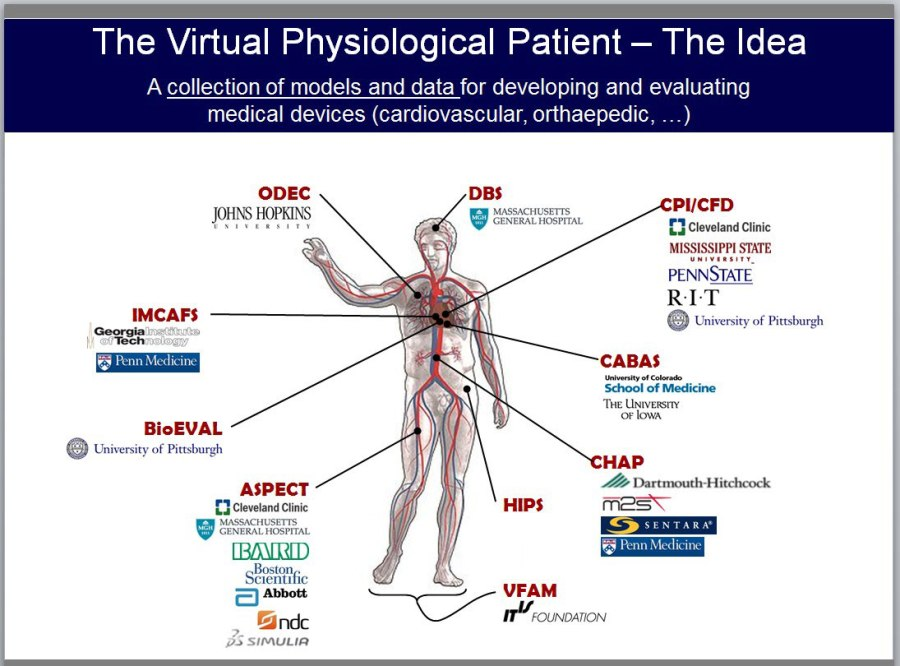 The Virtual Physiological Patient – The Idea
A collection of models and data for developing and evaluating
medical devices (cardiovascular, orthaepedic, …)
ODEC
JOHNS HOPKINS
UNIVERSITY
DBS
MGH
1811
MASSACHUSETTS
GENERAL HOSPITAL
CPI/CFD
Cleveland Clinic
MISSISSIPPI STATE
UNIVERSITY
PENNSTATE
R·I·T
University of Pittsburgh
IMCAFS
Georgia Institute
of Technology
Penn Medicine
CABAS
University of Colorado
School of Medicine
THE UNIVERSITY
OF IOWA
BioEVAL
University of Pittsburgh
CHAP
Dartmouth-Hitchcock
m2s
SENTARA®
Penn Medicine
ASPECT
Cleveland Clinic
MGH
1811
MASSACHUSETTS
GENERAL HOSPITAL
BARD
Boston
Scientific
Abbott
ndc
SIMULIA
HIPS
VFAM
IT'IS FOUNDATION